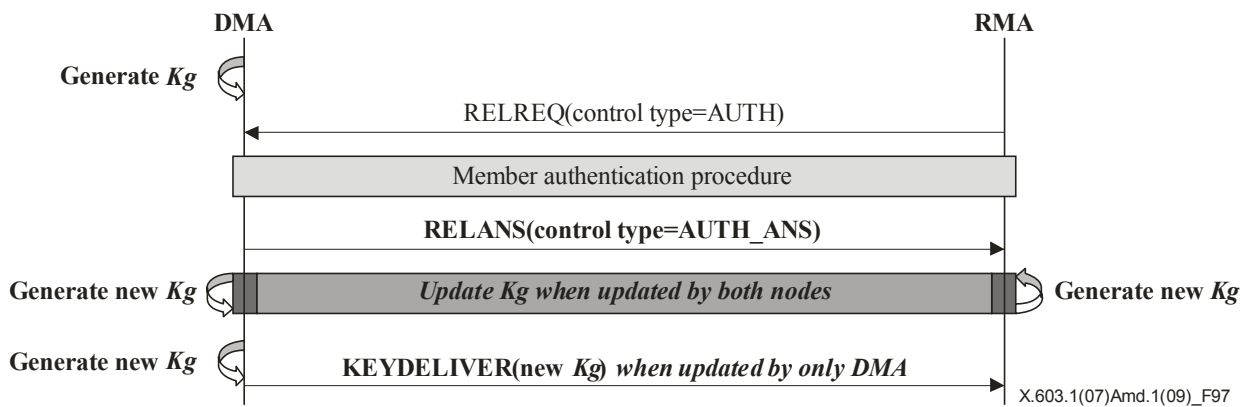 DMA RMA
Generate Kg
RELREQ(control type=AUTH)
Member authentication procedure
RELANS(control type=AUTH_ANS)
Generate new Kg Update Kg when updated by both nodes Generate new Kg
Generate new Kg KEYDELIVER(new Kg) when updated by only DMA
X.603.1(07)Amd.1(09)_F97